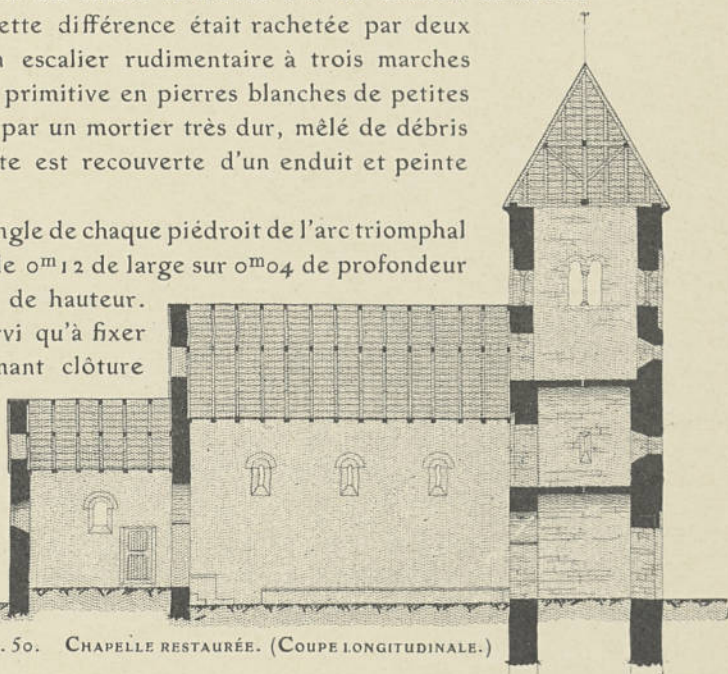 ette différence était rachetée par deux
escalier rudimentaire à trois marches
primitive en pierres blanches de petites
par un mortier très dur, mêlé de débris
te est recouverte d'un enduit et peinte
ngle de chaque piédroit de l'arc triomphal
le 0ᵐ12 de large sur 0ᵐ04 de profondeur
de hauteur.
vi qu'à fixer
nant clôture
. 50. CHAPELLE RESTAURÉE. (COUPE LONGITUDINALE.)